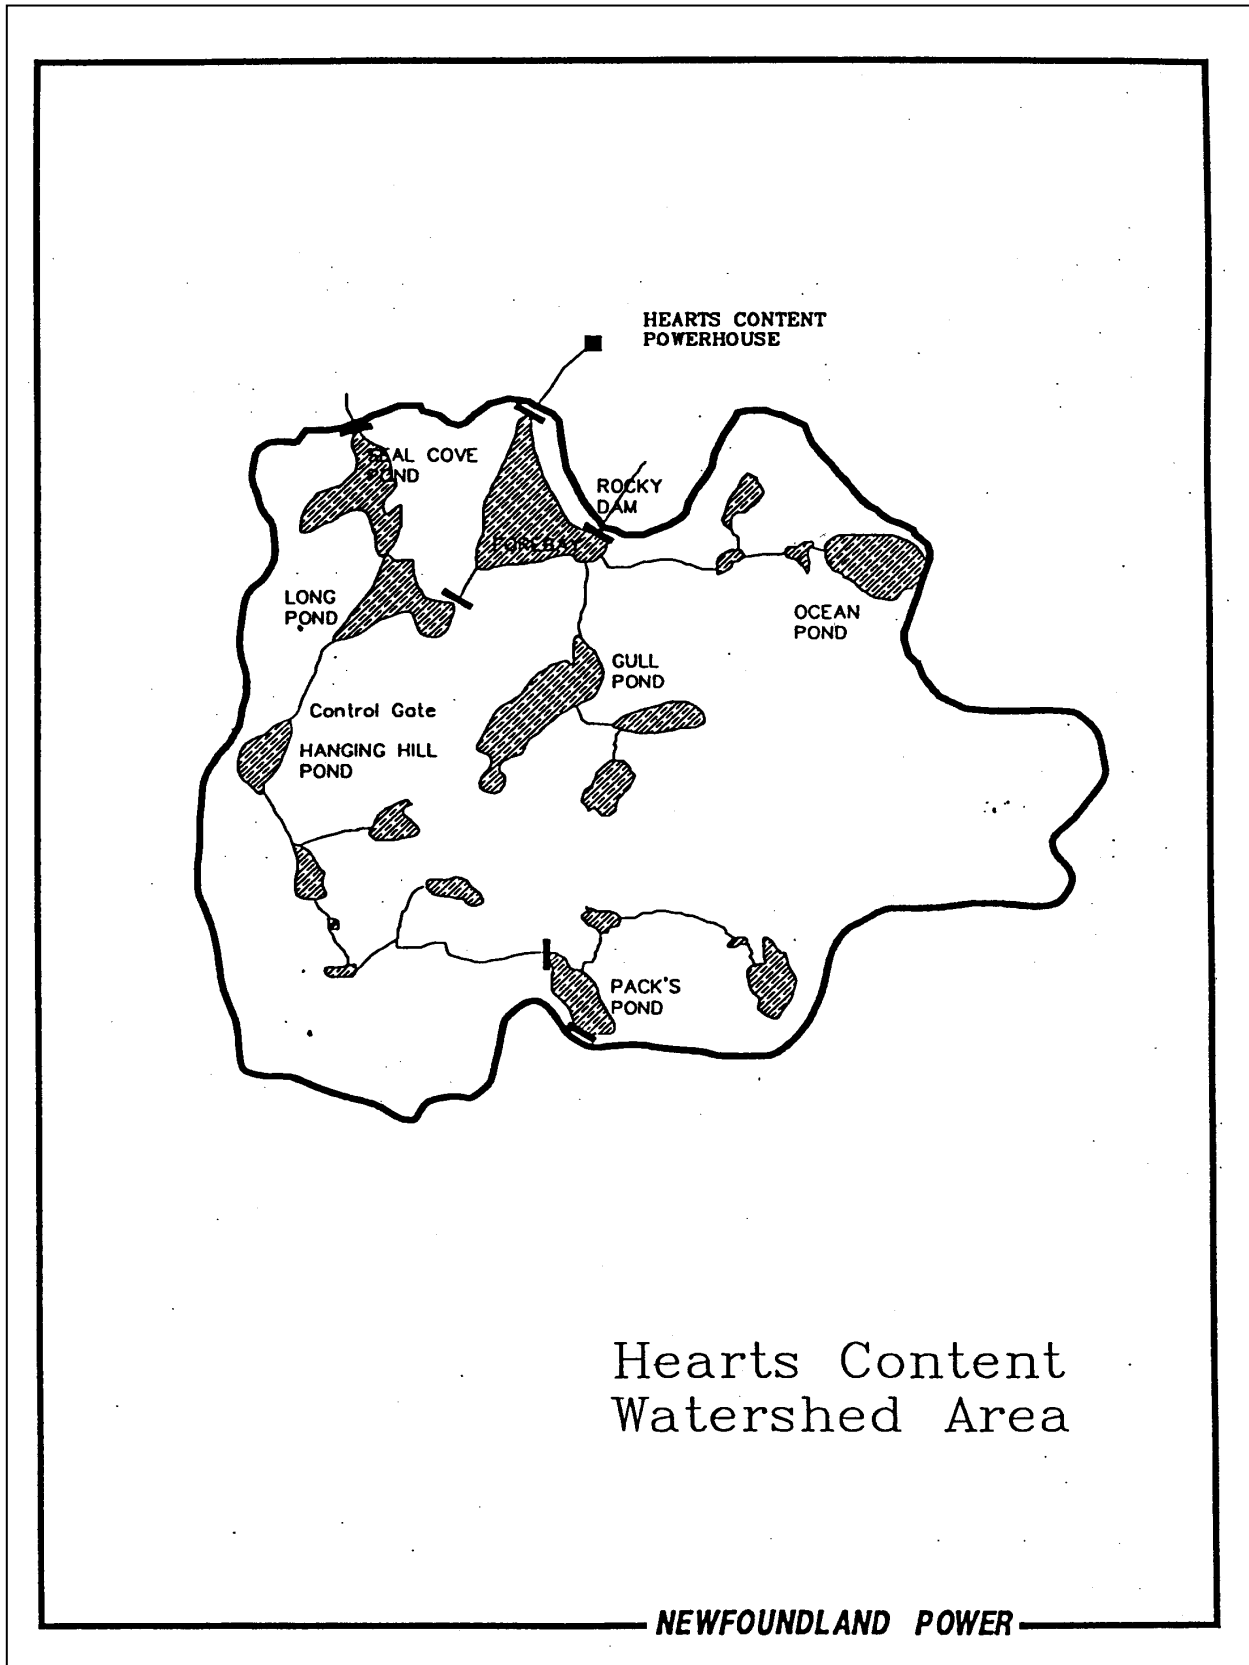 HEARTS CONTENT
POWERHOUSE
SEAL COVE
POND
ROCKY
DAM
FOREBAY
LONG
POND
OCEAN
POND
GULL
POND
Control Gate
HANGING HILL
POND
PACK'S
POND
Hearts Content
Watershed Area
NEWFOUNDLAND POWER